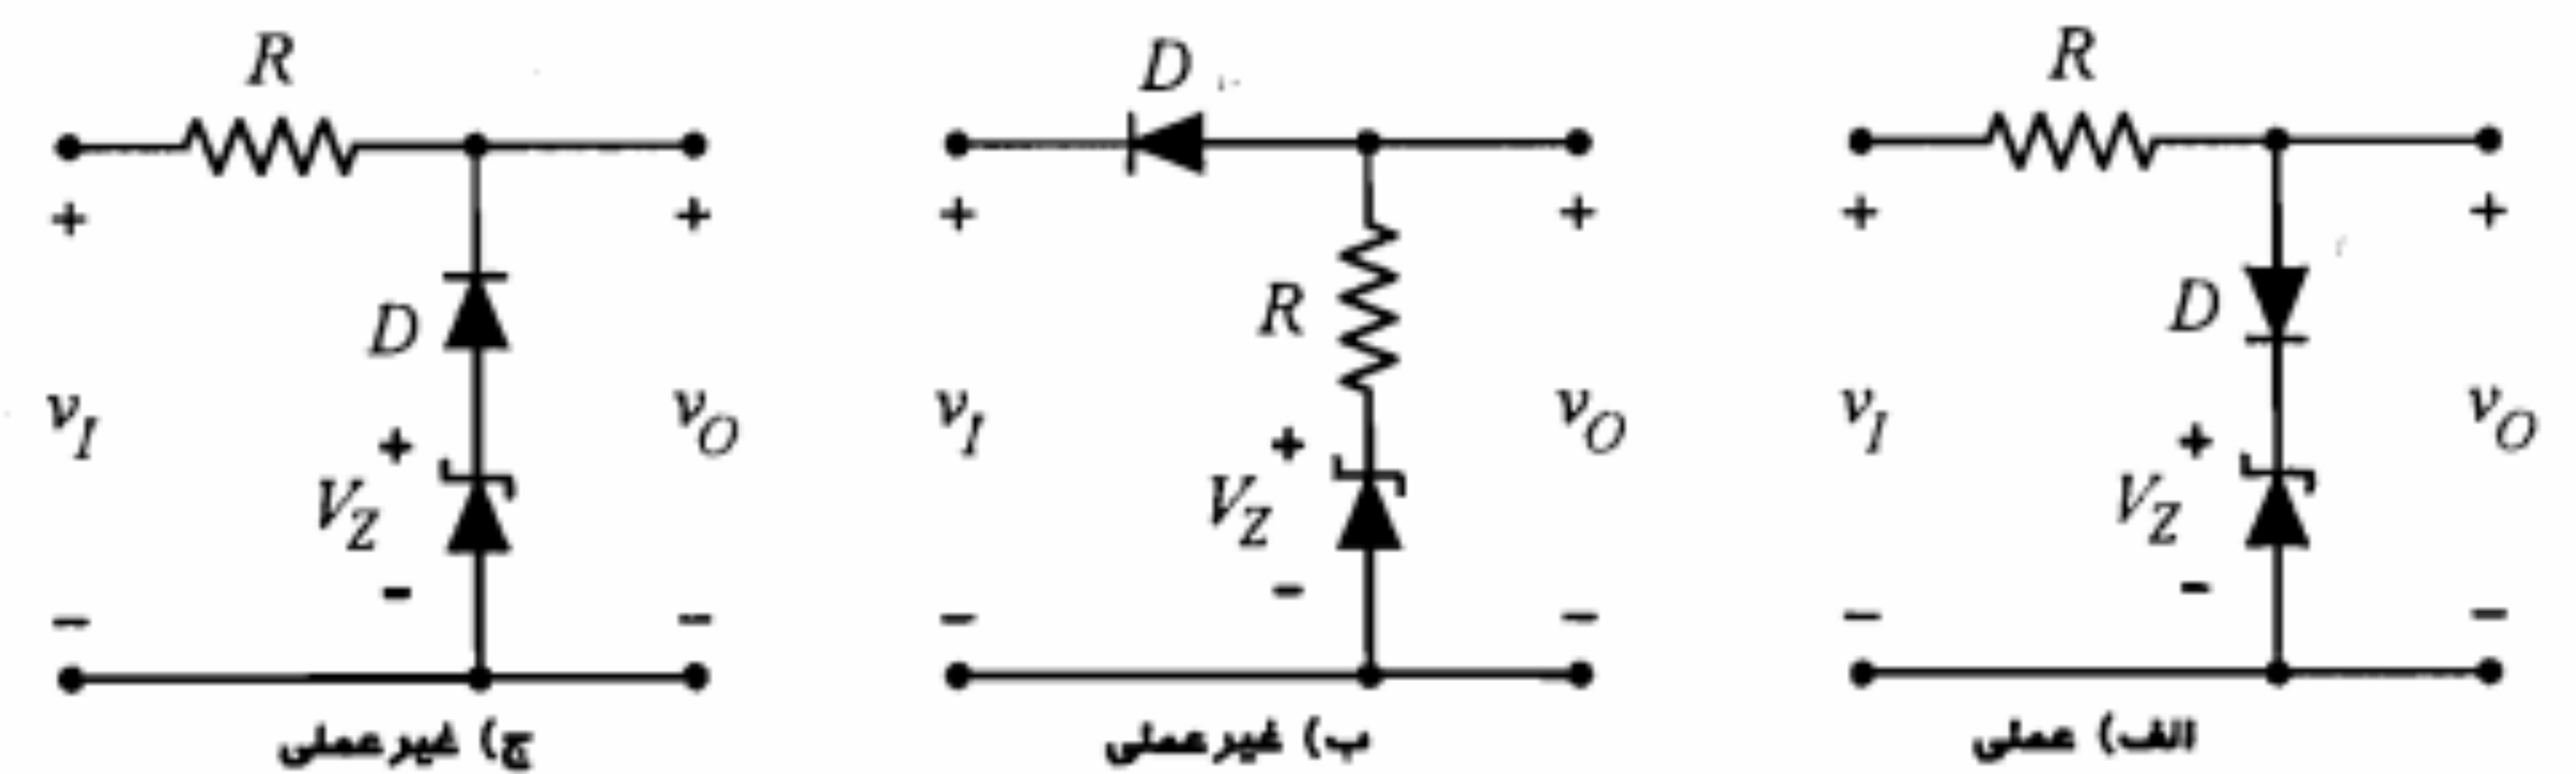 R
D
R
+
+
+
+
+
+
D
R
D
v_I
+
V_Z
-
v_O
v_I
+
V_Z
-
v_O
v_I
+
V_Z
-
v_O
-
-
-
-
-
-
ج) غیرعملی
ب) غیرعملی
الف) عملی